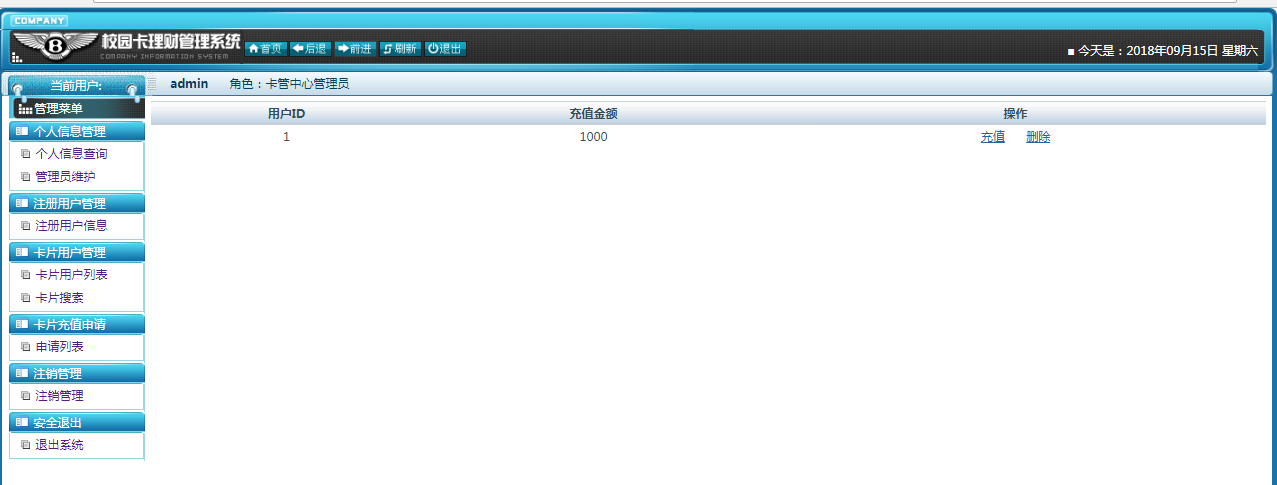 COMPANY
B 校园卡理财管理系统
COMPANY INFORMATION SYSTEM
首页 后退 前进 刷新 退出
■ 今天是：2018年09月15日 星期六
当前用户: admin 角色：卡管中心管理员
管理菜单
个人信息管理
个人信息查询
管理员维护
注册用户管理
注册用户信息
卡片用户管理
卡片用户列表
卡片搜索
卡片充值申请
申请列表
注销管理
注销管理
安全退出
退出系统
用户ID 充值金额 操作
1 1000 充值 删除